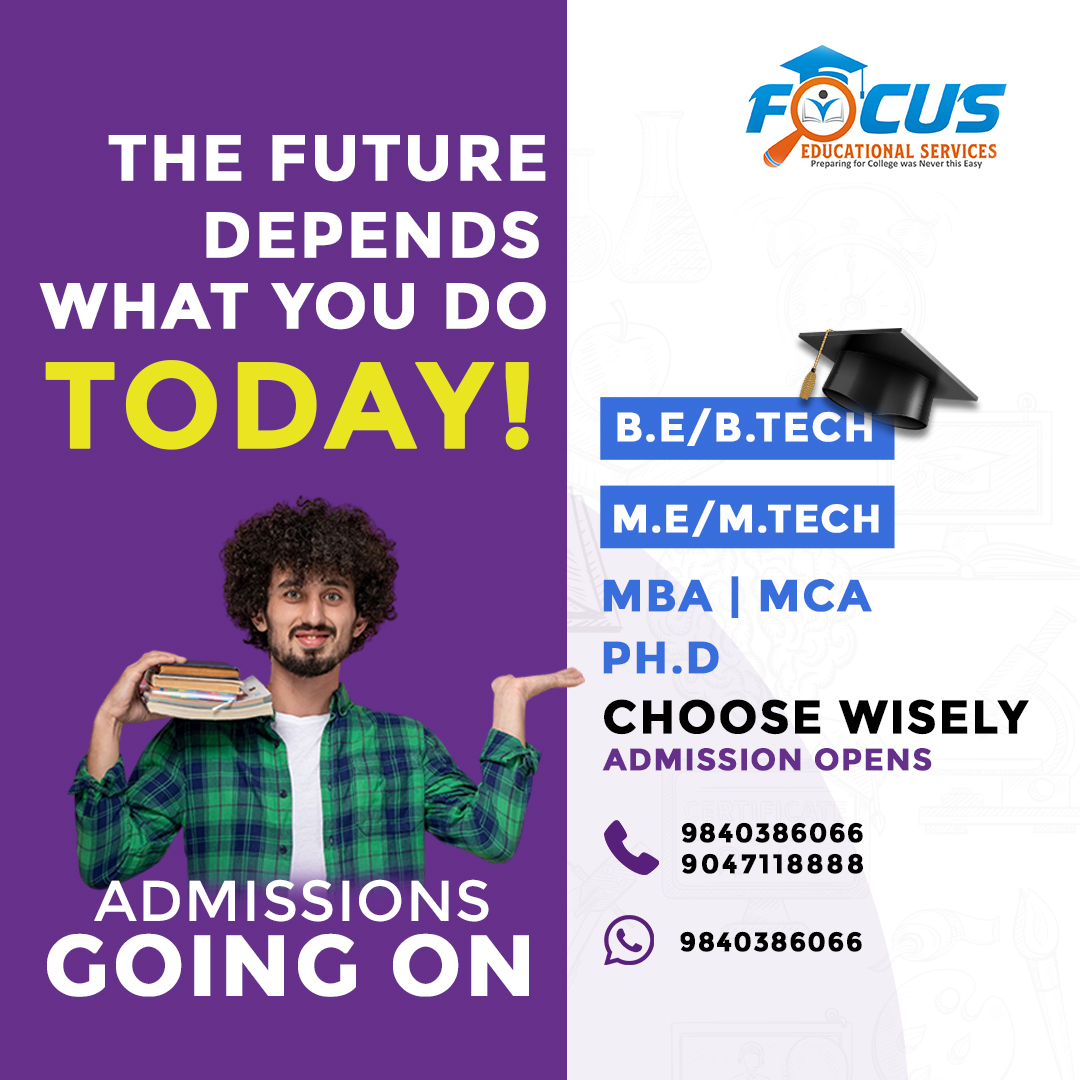 THE FUTURE
DEPENDS
WHAT YOU DO
TODAY!
ADMISSIONS
GOING ON
FOCUS
EDUCATIONAL SERVICES
Preparing for College was Never this Easy
B.E/B.TECH
M.E/M.TECH
MBA | MCA
PH.D
CHOOSE WISELY
ADMISSION OPENS
CERTIFICATE
9840386066
9047118888
9840386066